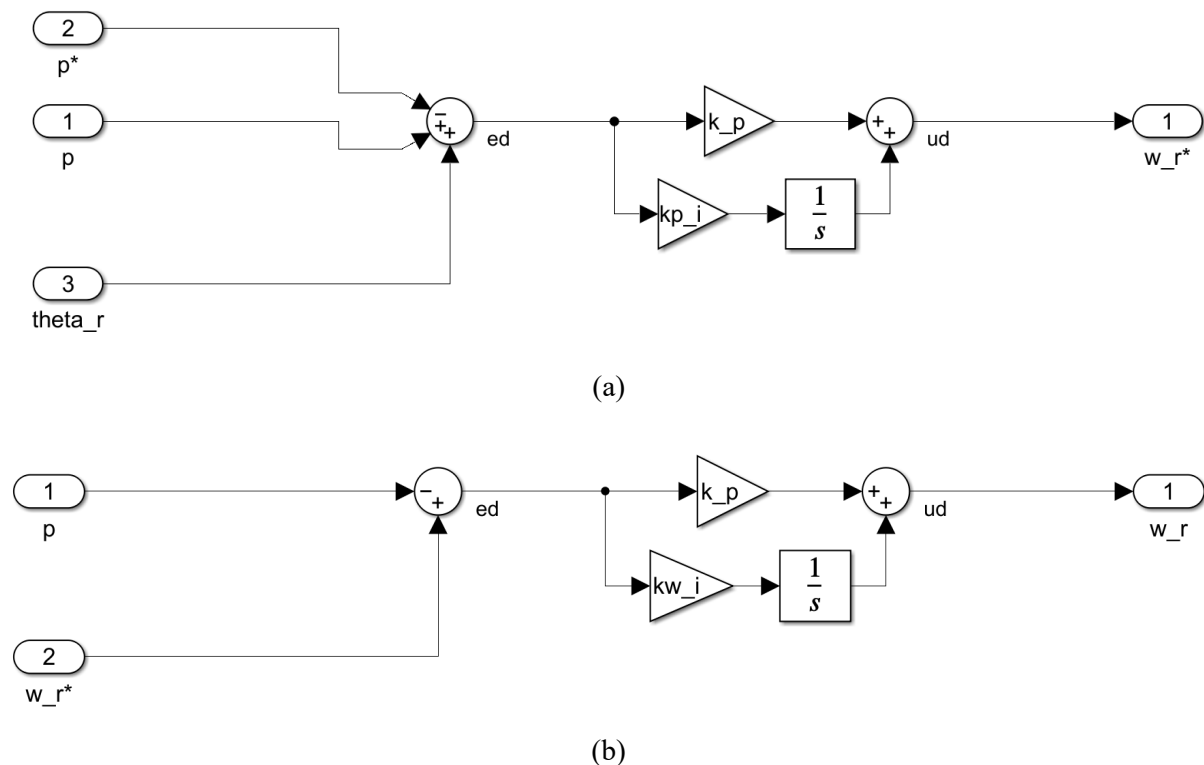 2
p*
1
p
3
theta_r
-
+
+
ed
k_p
kp_i
1
s
+
+
ud
1
w_r*
(a)
1
p
2
w_r*
-
+
ed
k_p
kw_i
1
s
+
+
ud
1
w_r
(b)